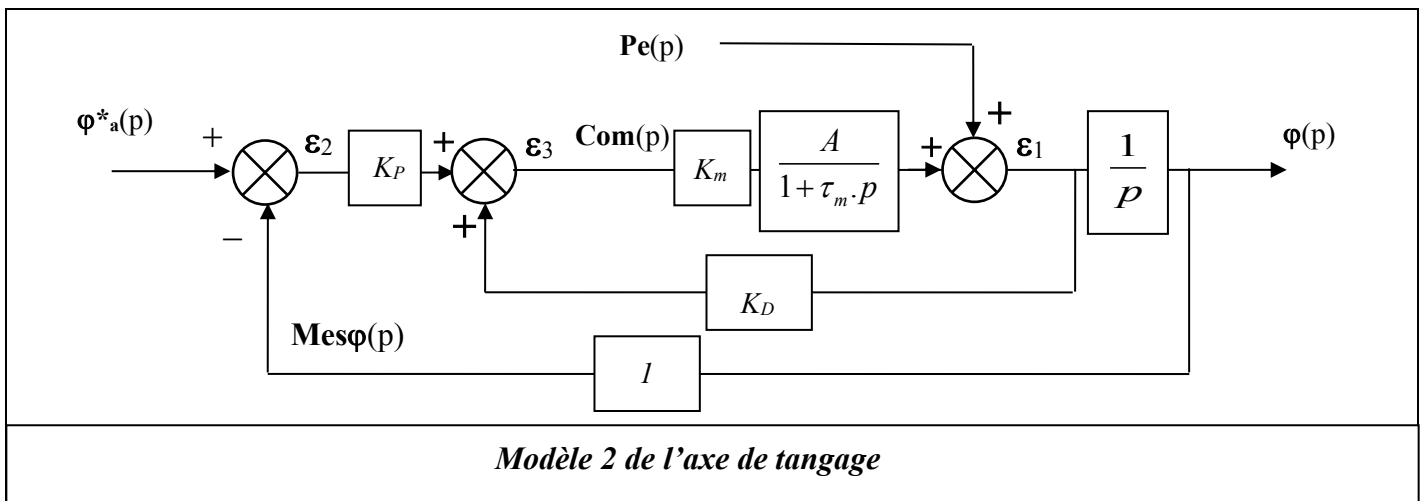 Pe(p)
φ*a(p)
+
+
ε2
KP
+
ε3
Com(p)
Km
A
1 + τm.p
+
ε1
1
p
φ(p)
−
+
KD
Mesφ(p)
1
Modèle 2 de l’axe de tangage